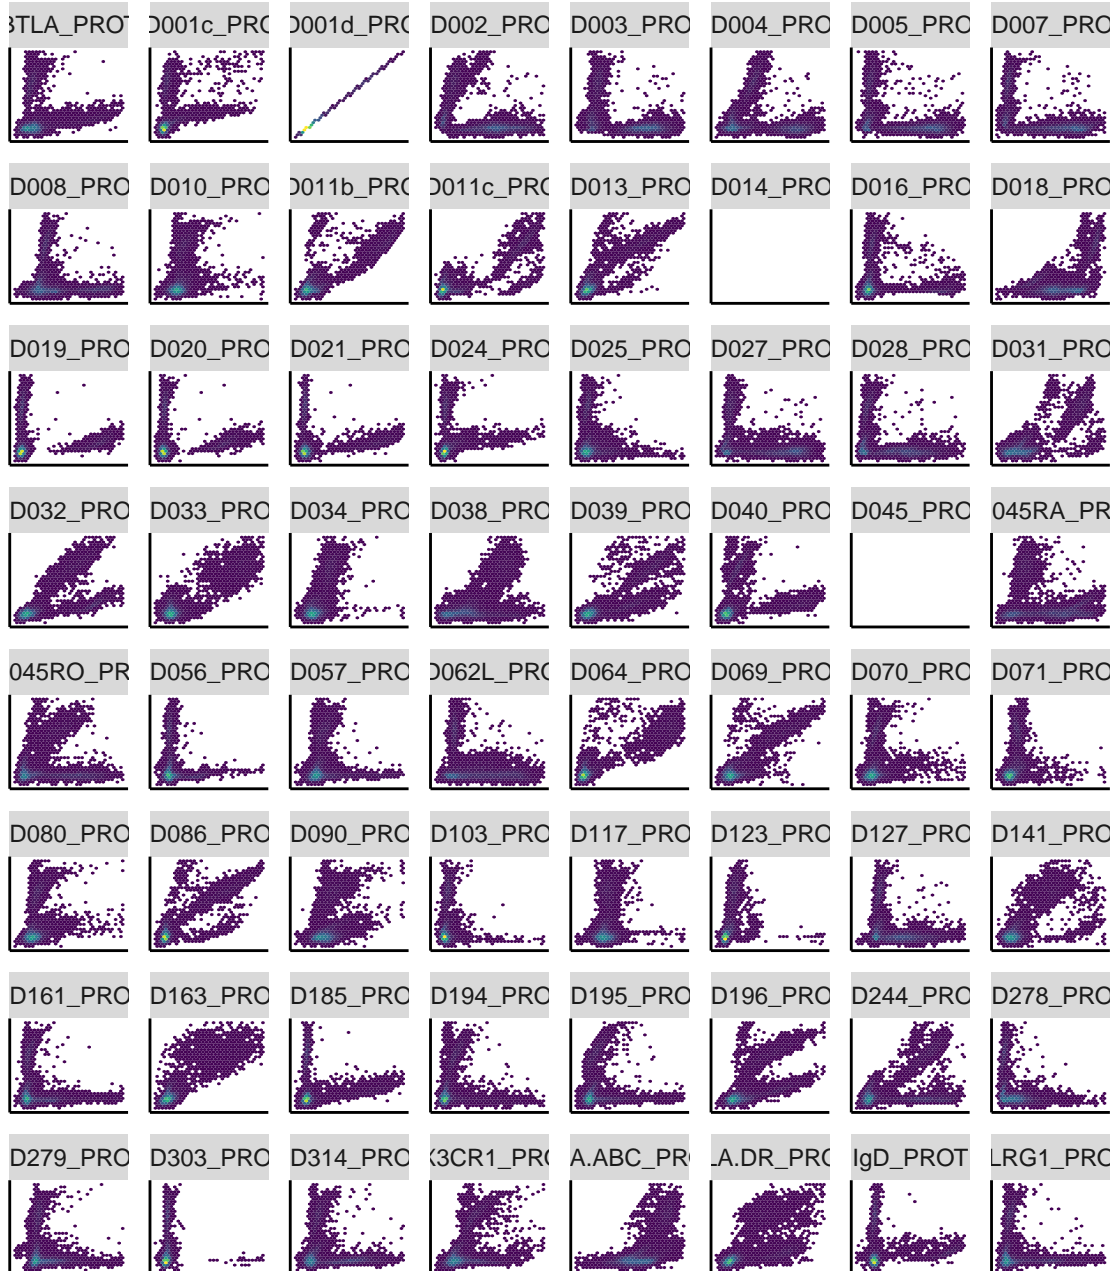 BTLA_PROT D001c_PRO D001d_PRO D002_PRO D003_PRO D004_PRO D005_PRO D007_PRO
D008_PRO D010_PRO D011b_PRO D011c_PRO D013_PRO D014_PRO D016_PRO D018_PRO
D019_PRO D020_PRO D021_PRO D024_PRO D025_PRO D027_PRO D028_PRO D031_PRO
D032_PRO D033_PRO D034_PRO D038_PRO D039_PRO D040_PRO D045_PRO 045RA_PR
045RO_PR D056_PRO D057_PRO D062L_PRO D064_PRO D069_PRO D070_PRO D071_PRO
D080_PRO D086_PRO D090_PRO D103_PRO D117_PRO D123_PRO D127_PRO D141_PRO
D161_PRO D163_PRO D185_PRO D194_PRO D195_PRO D196_PRO D244_PRO D278_PRO
D279_PRO D303_PRO D314_PRO X3CR1_PRO A.ABC_PR LA.DR_PRO IgD_PROT LRG1_PRO